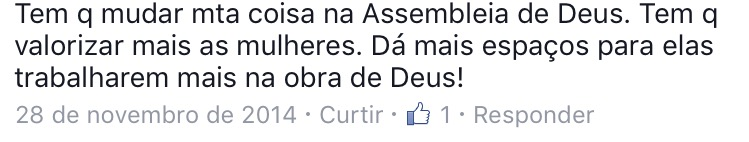 Tem q mudar mta coisa na Assembleia de Deus. Tem q
valorizar mais as mulheres. Dá mais espaços para elas
trabalharem mais na obra de Deus!
28 de novembro de 2014 · Curtir · 1 · Responder